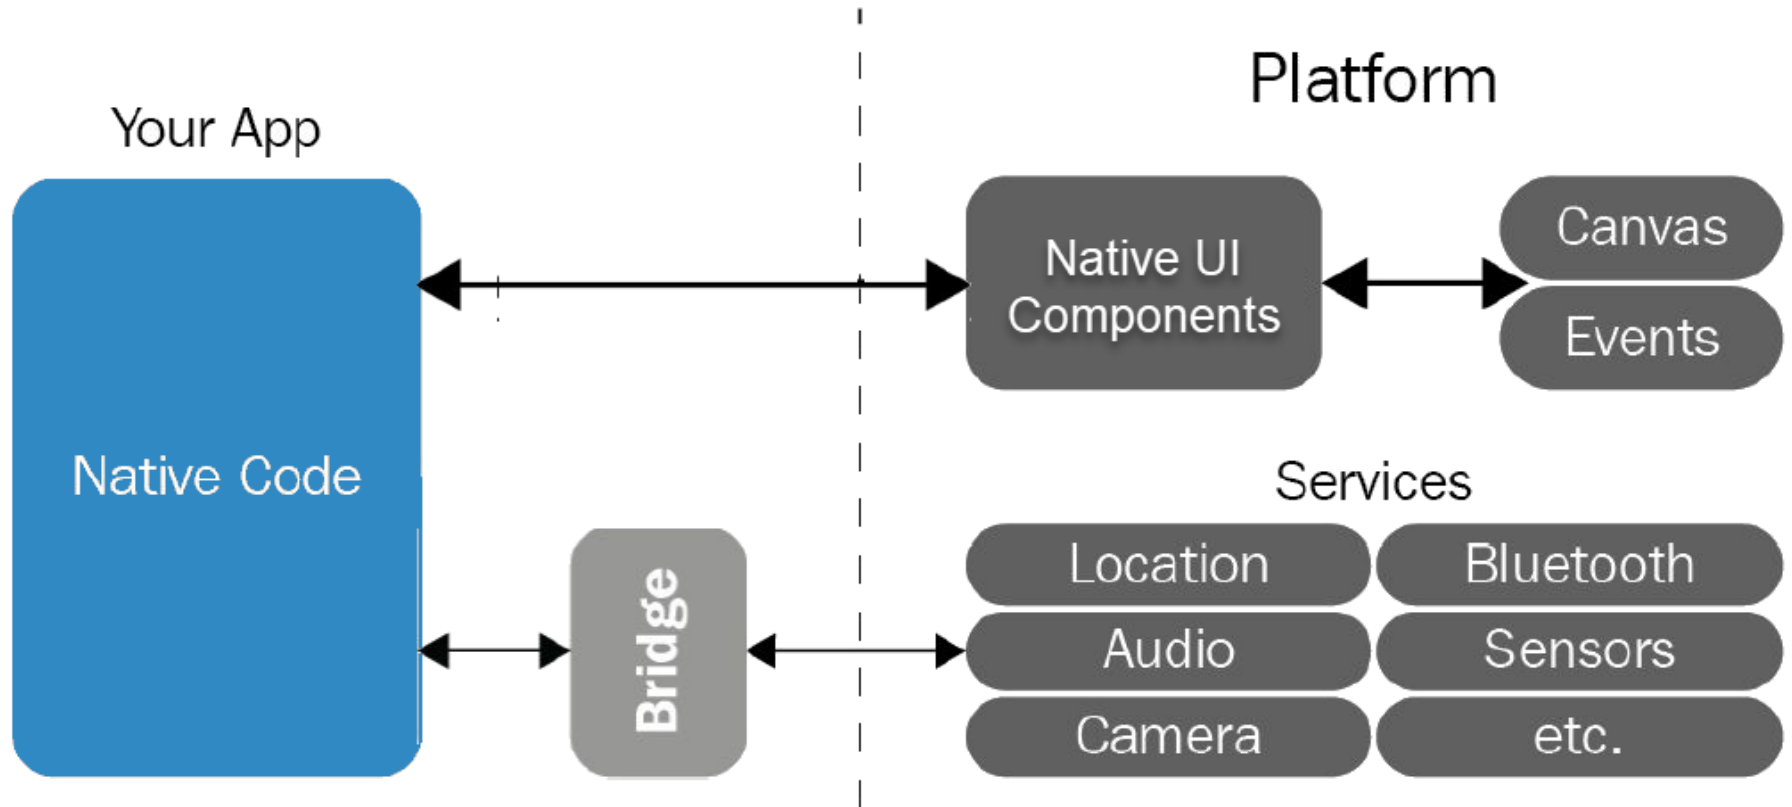 Platform
Your App
Native UI
Components
Canvas
Events
Native Code
Services
Bridge
Location
Bluetooth
Audio
Sensors
Camera
etc.